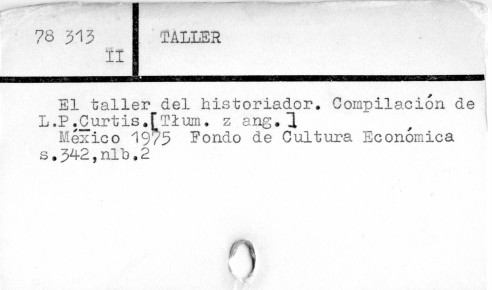 78 313
II
TALLER
El taller del historiador. Compilación de
L.P.Curtis.[Tłum. z ang.]
México 1975 Fondo de Cultura Económica
s.342,nlb.2